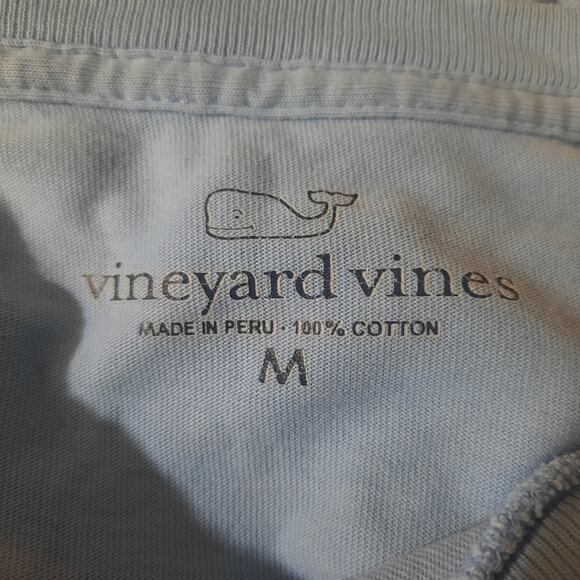 vineyard vines
MADE IN PERU · 100% COTTON
M